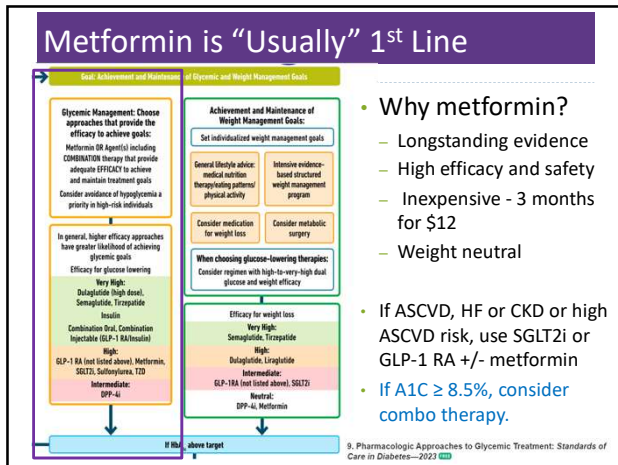 Metformin is “Usually” 1st Line
Goal: Achievement and Maintenance of Glycemic and Weight Management Goals
Glycemic Management: Choose
approaches that provide the
efficacy to achieve goals:
Metformin OR Agent(s) including
COMBINATION therapy that provide
adequate EFFICACY to achieve
and maintain treatment goals
Consider avoidance of hypoglycemia a
priority in high-risk individuals
In general, higher efficacy approaches
have greater likelihood of achieving
glycemic goals
Efficacy for glucose lowering
Very High:
Dulaglutide (high dose),
Semaglutide, Tirzepatide
Insulin
Combination Oral, Combination
Injectable (GLP-1 RA/Insulin)
High:
GLP-1 RA (not listed above), Metformin,
SGLT2i, Sulfonylurea, TZD
Intermediate:
DPP-4i
Achievement and Maintenance of
Weight Management Goals:
Set individualized weight management goals
General lifestyle advice:
medical nutrition
therapy/eating patterns/
physical activity
Intensive evidence-
based structured
weight management
program
Consider medication
for weight loss
Consider metabolic
surgery
When choosing glucose-lowering therapies:
Consider regimen with high-to-very-high dual
glucose and weight efficacy
Efficacy for weight loss
Very High:
Semaglutide, Tirzepatide
High:
Dulaglutide, Liraglutide
Intermediate:
GLP-1 RA (not listed above), SGLT2i
Neutral:
DPP-4i, Metformin
If HbA1c above target
• Why metformin?
– Longstanding evidence
– High efficacy and safety
– Inexpensive - 3 months
for $12
– Weight neutral
• If ASCVD, HF or CKD or high
ASCVD risk, use SGLT2i or
GLP-1 RA +/- metformin
• If A1C ≥ 8.5%, consider
combo therapy.
9. Pharmacologic Approaches to Glycemic Treatment: Standards of
Care in Diabetes—2023 FREE